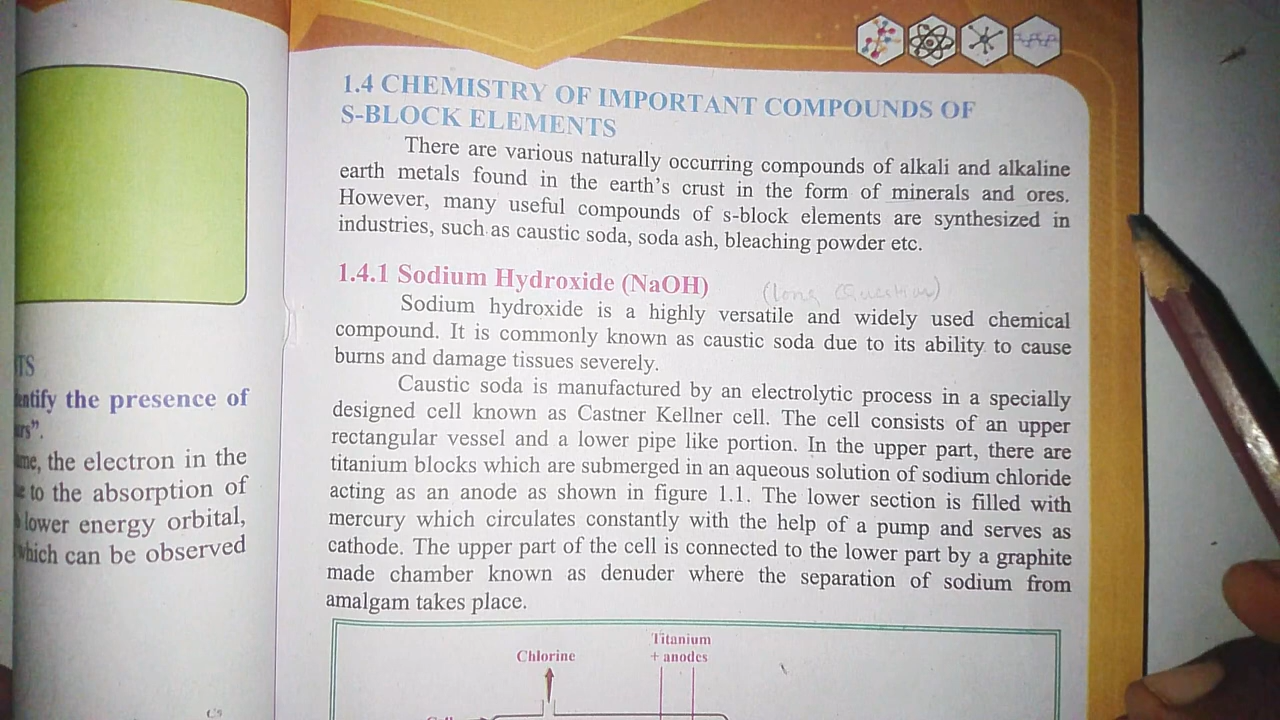 TS
entify the presence of
urs”.
ame, the electron in the
e to the absorption of
lower energy orbital,
which can be observed
1.4 CHEMISTRY OF IMPORTANT COMPOUNDS OF
S-BLOCK ELEMENTS
There are various naturally occurring compounds of alkali and alkaline
earth metals found in the earth’s crust in the form of minerals and ores.
However, many useful compounds of s-block elements are synthesized in
industries, such as caustic soda, soda ash, bleaching powder etc.
1.4.1 Sodium Hydroxide (NaOH)
(long Question)
Sodium hydroxide is a highly versatile and widely used chemical
compound. It is commonly known as caustic soda due to its ability to cause
burns and damage tissues severely.
Caustic soda is manufactured by an electrolytic process in a specially
designed cell known as Castner Kellner cell. The cell consists of an upper
rectangular vessel and a lower pipe like portion. In the upper part, there are
titanium blocks which are submerged in an aqueous solution of sodium chloride
acting as an anode as shown in figure 1.1. The lower section is filled with
mercury which circulates constantly with the help of a pump and serves as
cathode. The upper part of the cell is connected to the lower part by a graphite
made chamber known as denuder where the separation of sodium from
amalgam takes place.
Titanium
+ anodes
Chlorine